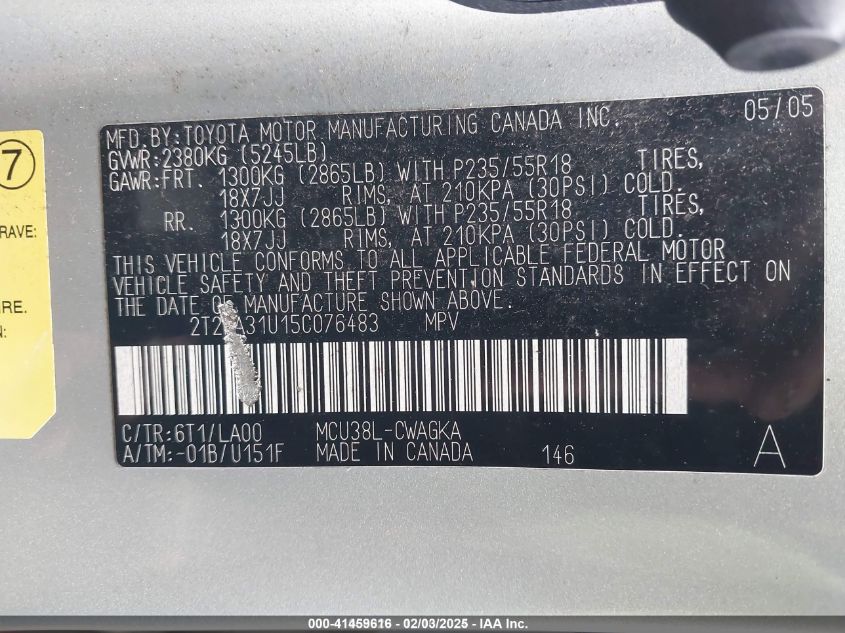 7
RAVE:
RE.
N:
MFD.BY:TOYOTA MOTOR MANUFACTURING CANADA INC. 05/05
GVWR:2380KG (5245LB)
GAWR:FRT. 1300KG (2865LB) WITH P235/55R18 TIRES,
18X7JJ RIMS, AT 210KPA (30PSI) COLD.
RR. 1300KG (2865LB) WITH P235/55R18 TIRES,
18X7JJ RIMS, AT 210KPA (30PSI) COLD.
THIS VEHICLE CONFORMS TO ALL APPLICABLE FEDERAL MOTOR
VEHICLE SAFETY AND THEFT PREVENTION STANDARDS IN EFFECT ON
THE DATE OF MANUFACTURE SHOWN ABOVE.
MPV
C/TR:6T1/LA00 MCU38L-CWAGKA
A/TM:-01B/U151F MADE IN CANADA 146 A
000-41459616 - 02/03/2025 - IAA Inc.